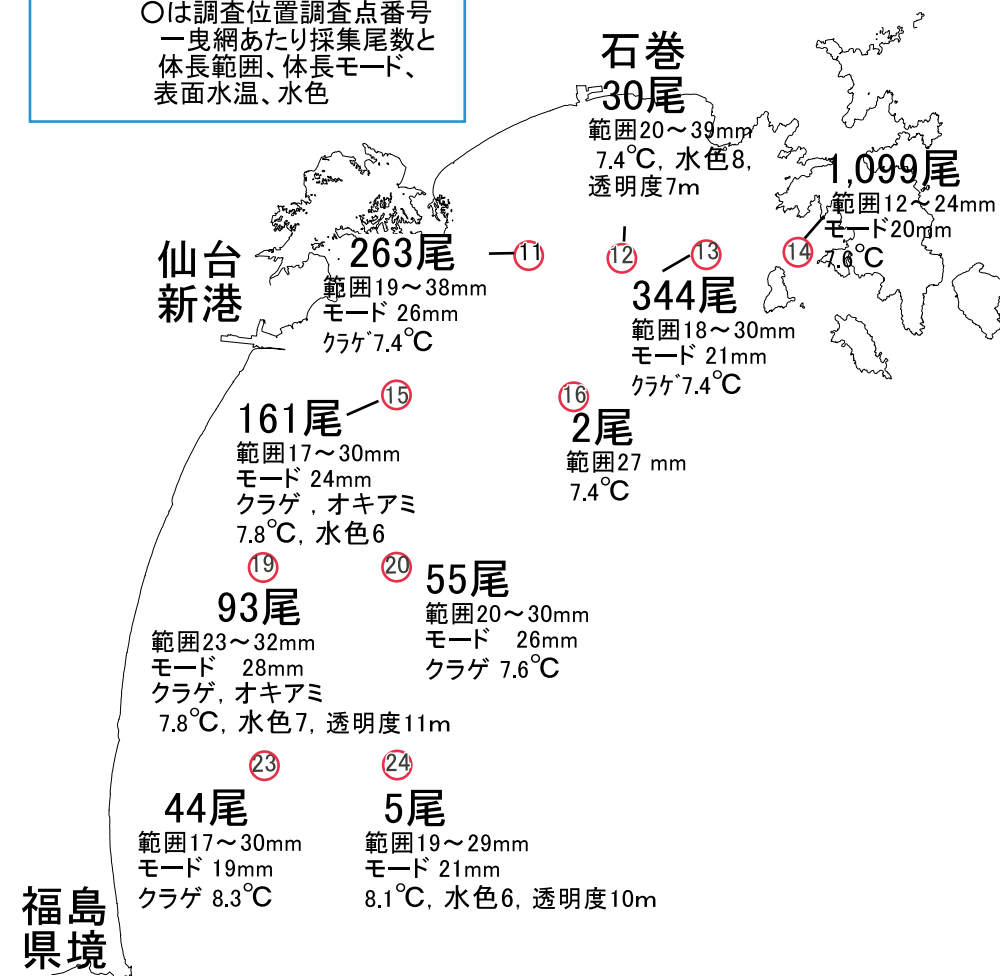 〇は調査位置調査点番号
一曳網あたり採集尾数と
体長範囲、体長モード、
表面水温、水色
石巻
30尾
範囲20～39mm
7.4℃, 水色8,
透明度7m
1,099尾
範囲12～24mm
モード20mm
7.6℃
仙台
新港
263尾
範囲19～38mm
モード 26mm
クラゲ7.4℃
11
12
13
14
344尾
範囲18～30mm
モード 21mm
クラゲ7.4℃
15
161尾
範囲17～30mm
モード 24mm
クラゲ , オキアミ
7.8℃, 水色6
16
2尾
範囲27 mm
7.4℃
19
93尾
範囲23～32mm
モード 28mm
クラゲ, オキアミ
7.8℃, 水色7, 透明度11m
20
55尾
範囲20～30mm
モード 26mm
クラゲ 7.6℃
23
44尾
範囲17～30mm
モード 19mm
クラゲ 8.3℃
24
5尾
範囲19～29mm
モード 21mm
8.1℃, 水色6, 透明度10m
福島
県境